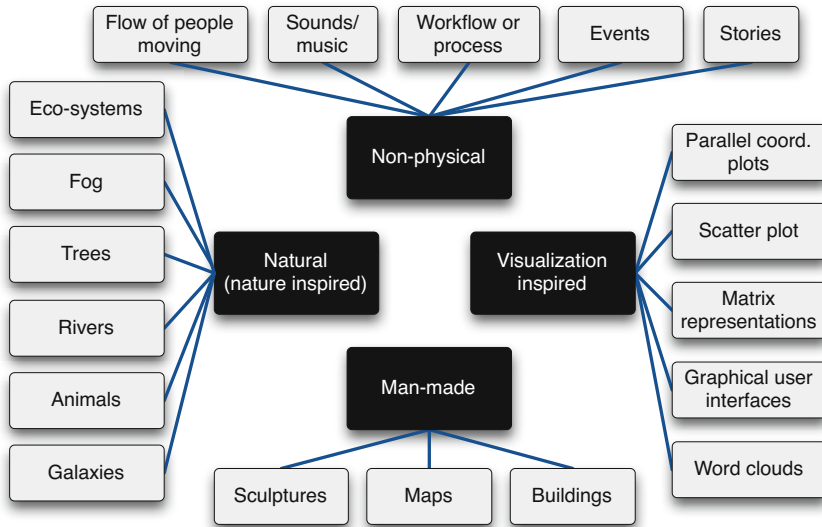 Flow of people
moving
Sounds/
music
Workflow or
process
Events
Stories
Non-physical
Eco-systems
Fog
Trees
Rivers
Animals
Galaxies
Natural
(nature inspired)
Visualization
inspired
Parallel coord.
plots
Scatter plot
Matrix
representations
Graphical user
interfaces
Word clouds
Man-made
Sculptures
Maps
Buildings